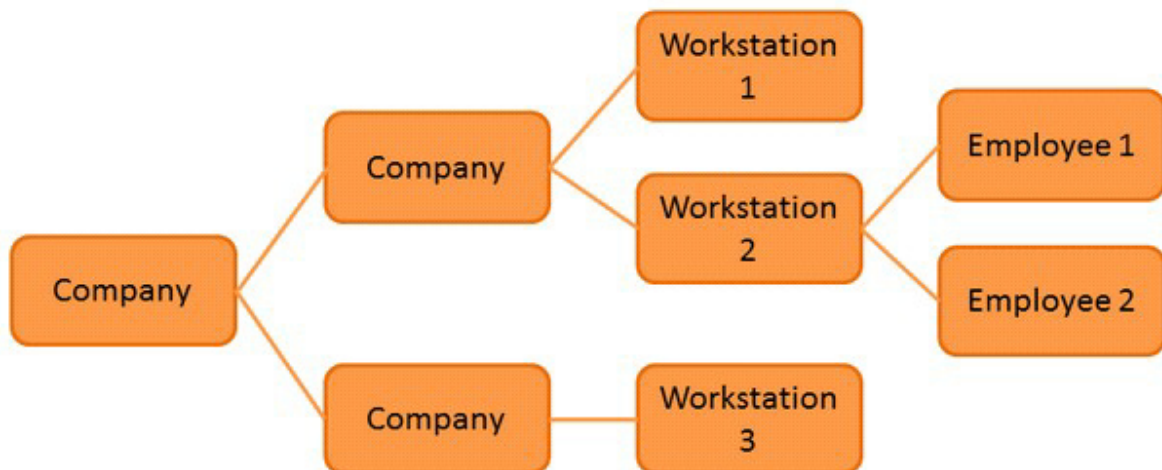 Company
Company
Workstation
1
Workstation
2
Employee 1
Employee 2
Company
Workstation
3